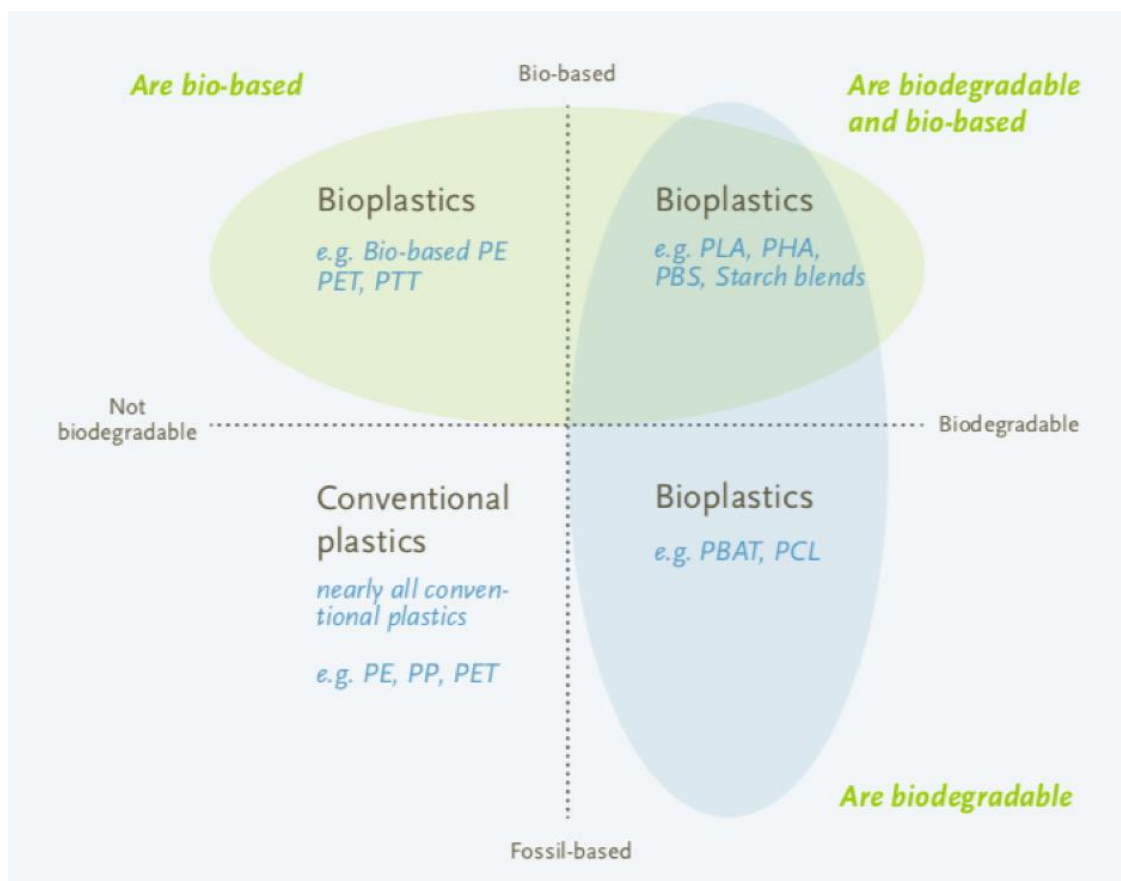 Are bio-based
Bio-based
Are biodegradable
and bio-based
Bioplastics
e.g. Bio-based PE
PET, PTT
Bioplastics
e.g. PLA, PHA,
PBS, Starch blends
Not
biodegradable
Biodegradable
Conventional
plastics
nearly all conven-
tional plastics
e.g. PE, PP, PET
Bioplastics
e.g. PBAT, PCL
Are biodegradable
Fossil-based